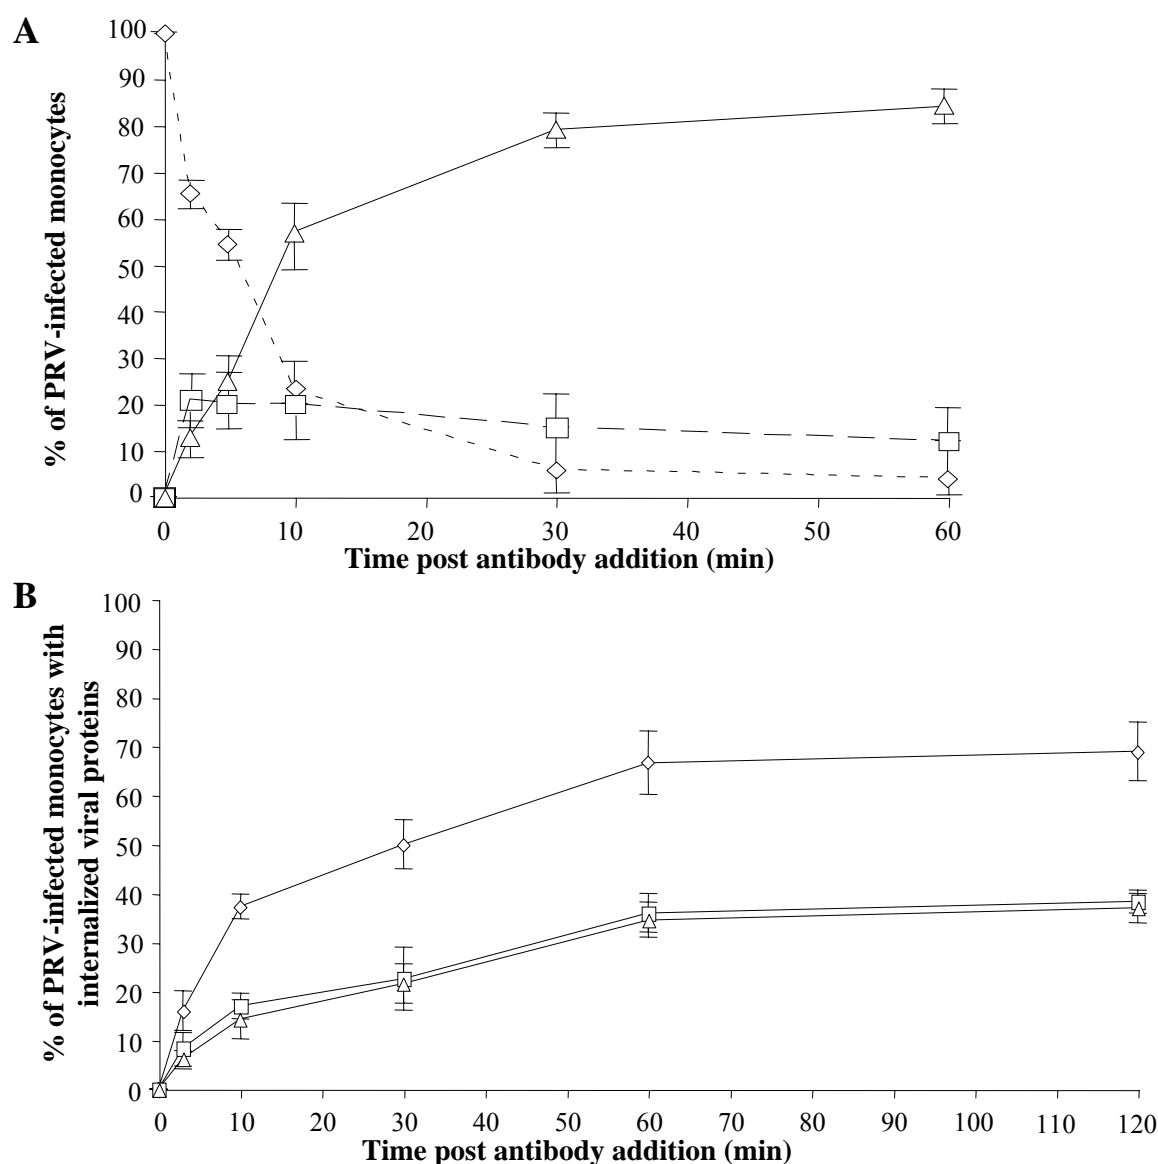 A
% of PRV-infected monocytes
100
90
80
70
60
50
40
30
20
10
0
0 10 20 30 40 50 60
Time post antibody addition (min)
B
% of PRV-infected monocytes with
internalized viral proteins
100
90
80
70
60
50
40
30
20
10
0
0 10 20 30 40 50 60 70 80 90 100 110 120
Time post antibody addition (min)